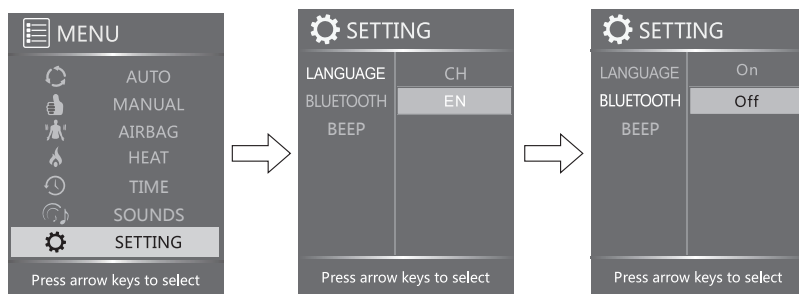 MENU
AUTO
MANUAL
AIRBAG
HEAT
TIME
SOUNDS
SETTING
Press arrow keys to select
SETTING
LANGUAGE CH
BLUETOOTH EN
BEEP
Press arrow keys to select
SETTING
LANGUAGE On
BLUETOOTH Off
BEEP
Press arrow keys to select